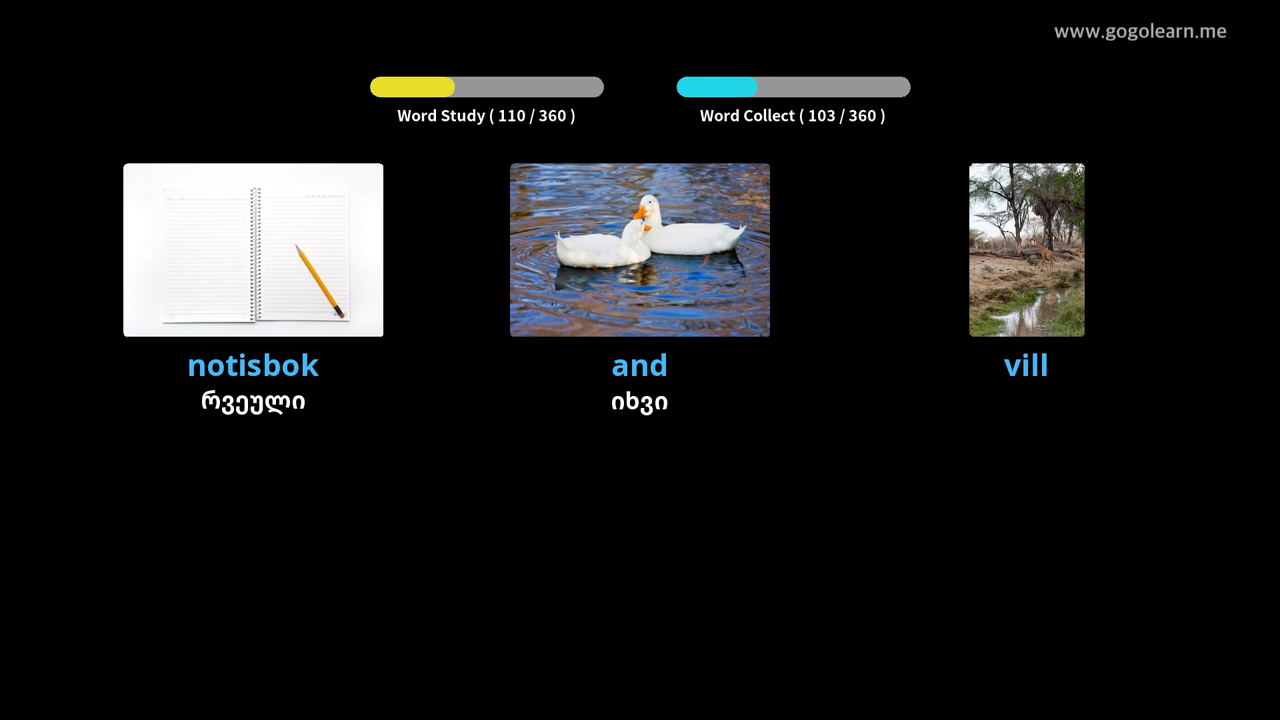 www.gogolearn.me
Word Study ( 110 / 360 )
Word Collect ( 103 / 360 )
notisbok
რვეული
and
იხვი
vill